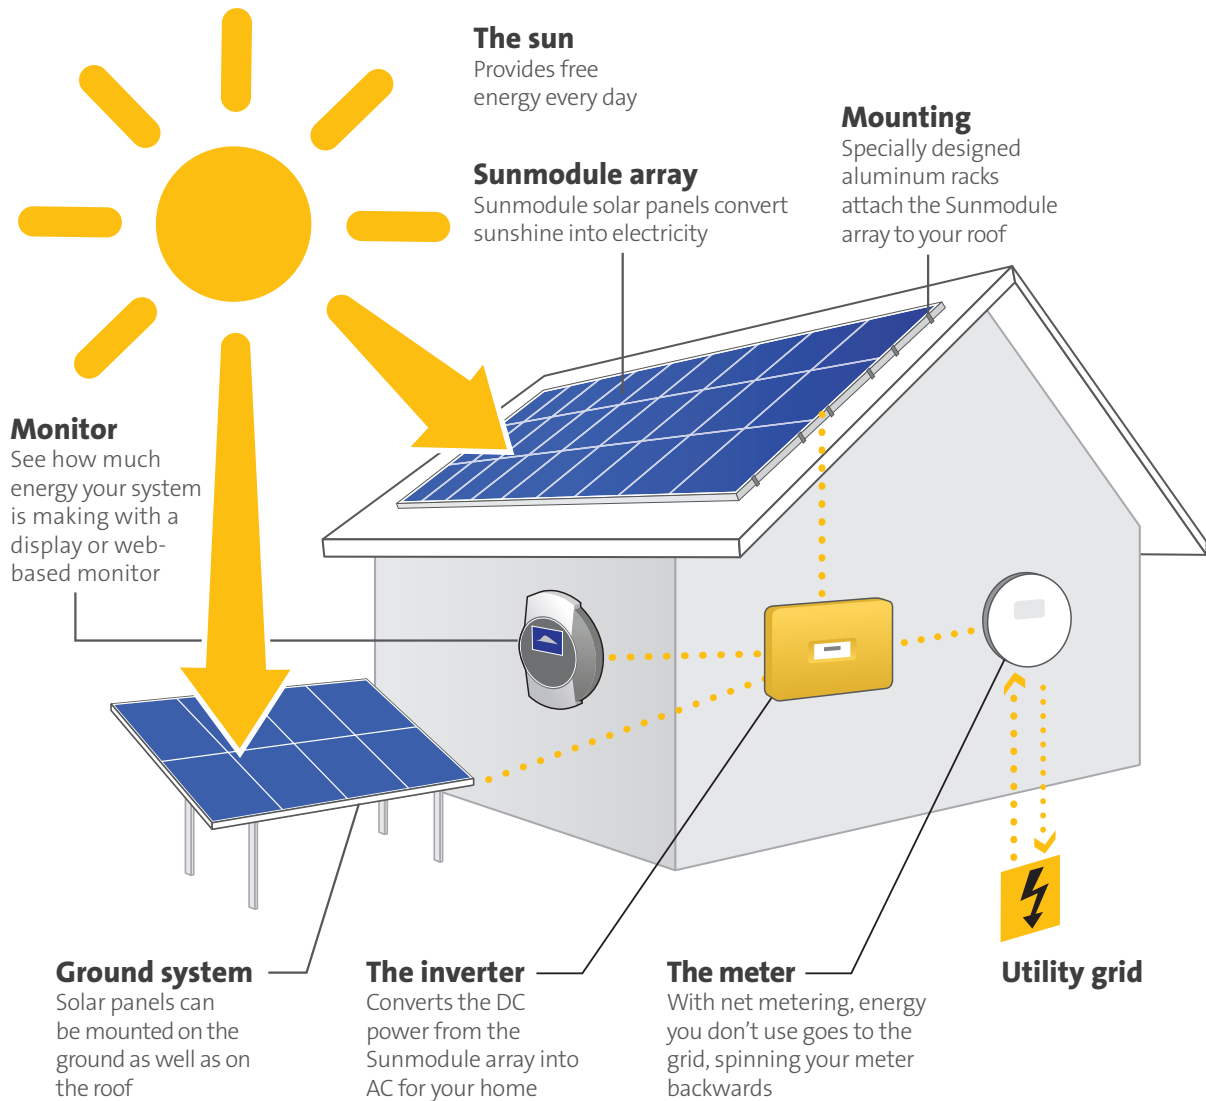 The sun
Provides free
energy every day
Sunmodule array
Sunmodule solar panels convert
sunshine into electricity
Mounting
Specially designed
aluminum racks
attach the Sunmodule
array to your roof
Monitor
See how much
energy your system
is making with a
display or web-
based monitor
Ground system
Solar panels can
be mounted on the
ground as well as on
the roof
The inverter
Converts the DC
power from the
Sunmodule array into
AC for your home
The meter
With net metering, energy
you don’t use goes to the
grid, spinning your meter
backwards
Utility grid